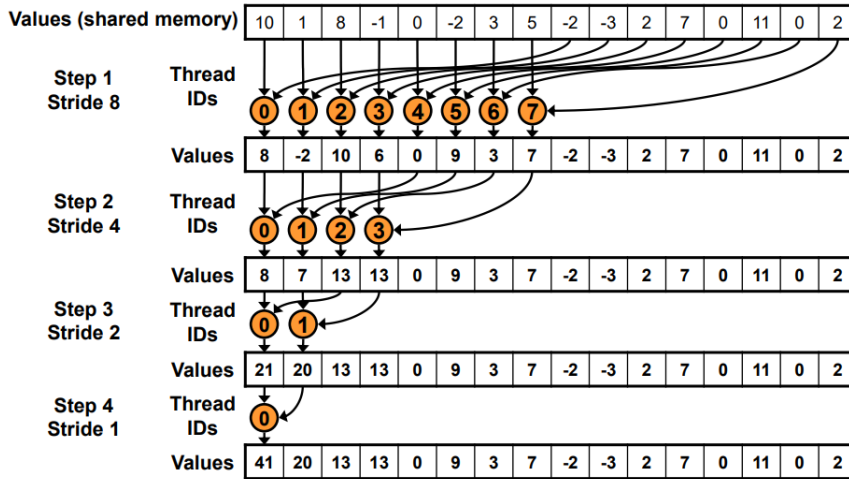 Values (shared memory) 10 1 8 -1 0 -2 3 5 -2 -3 2 7 0 11 0 2
Step 1
Stride 8
Thread
IDs
0 1 2 3 4 5 6 7
Values 8 -2 10 6 0 9 3 7 -2 -3 2 7 0 11 0 2
Step 2
Stride 4
Thread
IDs
0 1 2 3
Values 8 7 13 13 0 9 3 7 -2 -3 2 7 0 11 0 2
Step 3
Stride 2
Thread
IDs
0 1
Values 21 20 13 13 0 9 3 7 -2 -3 2 7 0 11 0 2
Step 4
Stride 1
Thread
IDs
0
Values 41 20 13 13 0 9 3 7 -2 -3 2 7 0 11 0 2